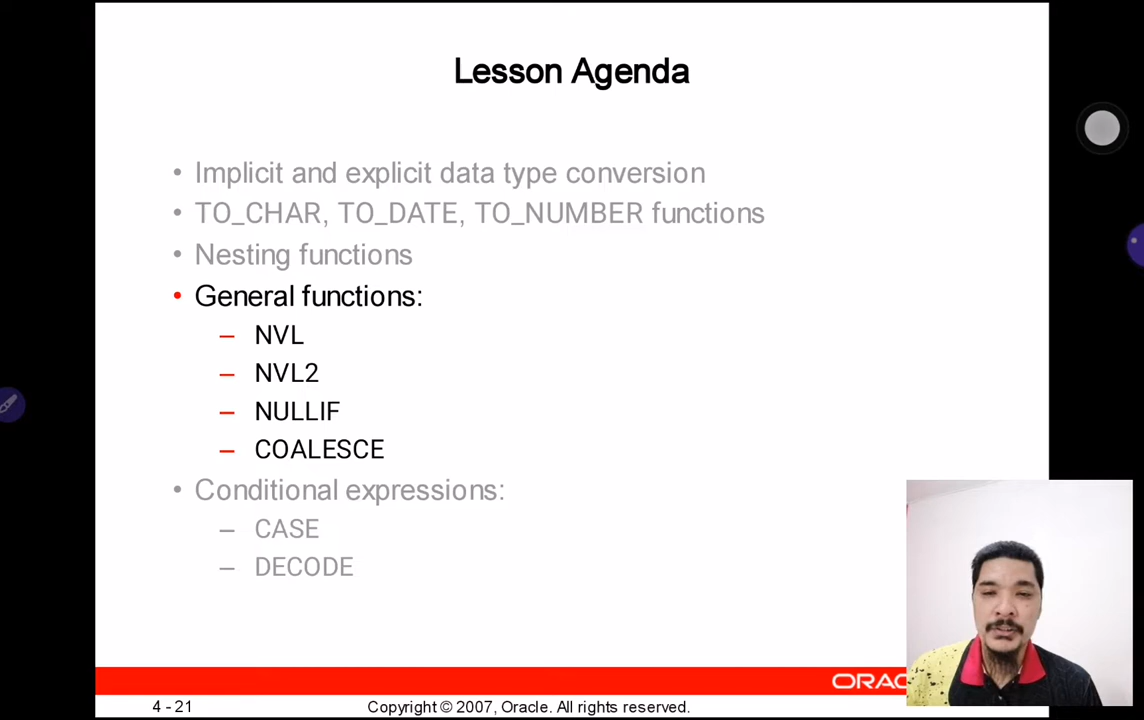 Lesson Agenda
• Implicit and explicit data type conversion
• TO_CHAR, TO_DATE, TO_NUMBER functions
• Nesting functions
• General functions:
– NVL
– NVL2
– NULLIF
– COALESCE
• Conditional expressions:
– CASE
– DECODE
ORAC
4 - 21
Copyright © 2007, Oracle. All rights reserved.